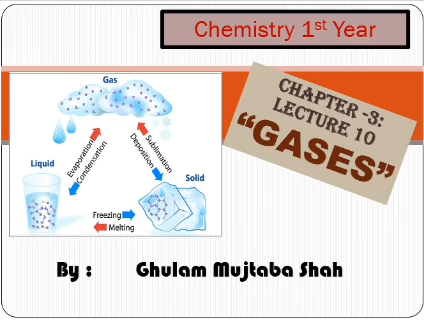 Chemistry 1st Year
CHAPTER -3:
LECTURE 10
“GASES”
Gas
Evaporation
Condensation
Sublimation
Deposition
Liquid
Solid
Freezing
Melting
By : Ghulam Mujtaba Shah